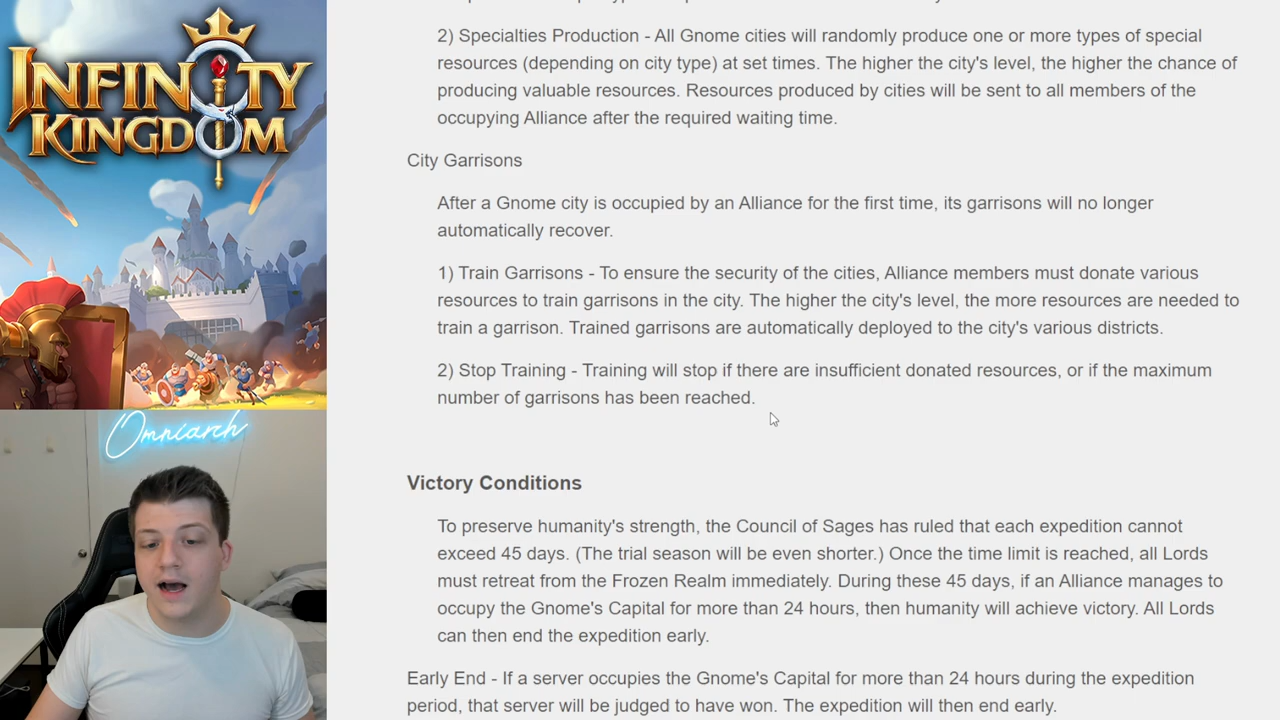 INFINITY
KINGDOM
Omniarch
2) Specialties Production - All Gnome cities will randomly produce one or more types of special
resources (depending on city type) at set times. The higher the city's level, the higher the chance of
producing valuable resources. Resources produced by cities will be sent to all members of the
occupying Alliance after the required waiting time.
City Garrisons
After a Gnome city is occupied by an Alliance for the first time, its garrisons will no longer
automatically recover.
1) Train Garrisons - To ensure the security of the cities, Alliance members must donate various
resources to train garrisons in the city. The higher the city's level, the more resources are needed to
train a garrison. Trained garrisons are automatically deployed to the city's various districts.
2) Stop Training - Training will stop if there are insufficient donated resources, or if the maximum
number of garrisons has been reached.
Victory Conditions
To preserve humanity's strength, the Council of Sages has ruled that each expedition cannot
exceed 45 days. (The trial season will be even shorter.) Once the time limit is reached, all Lords
must retreat from the Frozen Realm immediately. During these 45 days, if an Alliance manages to
occupy the Gnome's Capital for more than 24 hours, then humanity will achieve victory. All Lords
can then end the expedition early.
Early End - If a server occupies the Gnome's Capital for more than 24 hours during the expedition
period, that server will be judged to have won. The expedition will then end early.